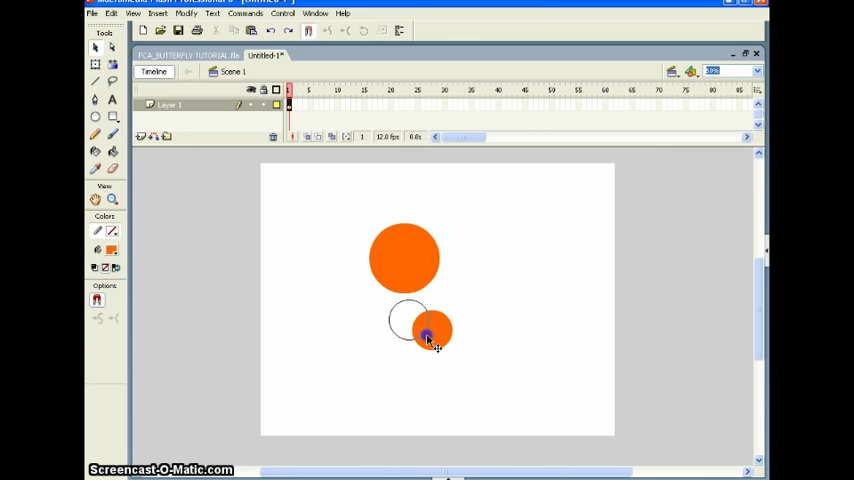 File Edit View Insert Modify Text Commands Control Window Help
Tools
FCA_BUTTERFLY TUTORIAL.fla Untitled-1*
Timeline Scene 1 59%
1 5 10 15 20 25 30 35 40 45 50 55 60 65 70 75 80 85
Layer 1
1 12.0 fps 0.0s
View
Colors
Options
Screencast-O-Matic.com